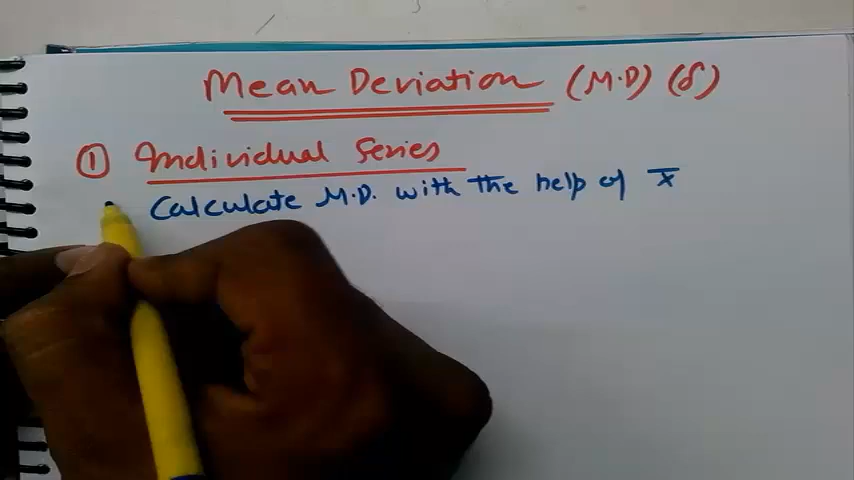 Mean Deviation (M.D) (δ)
① Individual Series
Calculate M.D. with the help of x̅